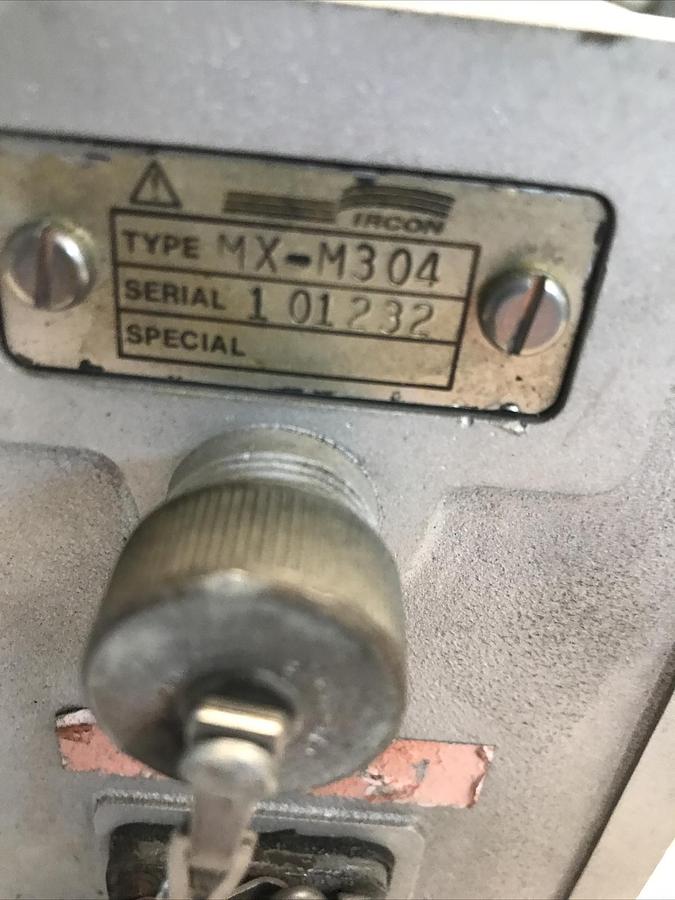 IRCON
TYPE MX-M304
SERIAL 1 01232
SPECIAL